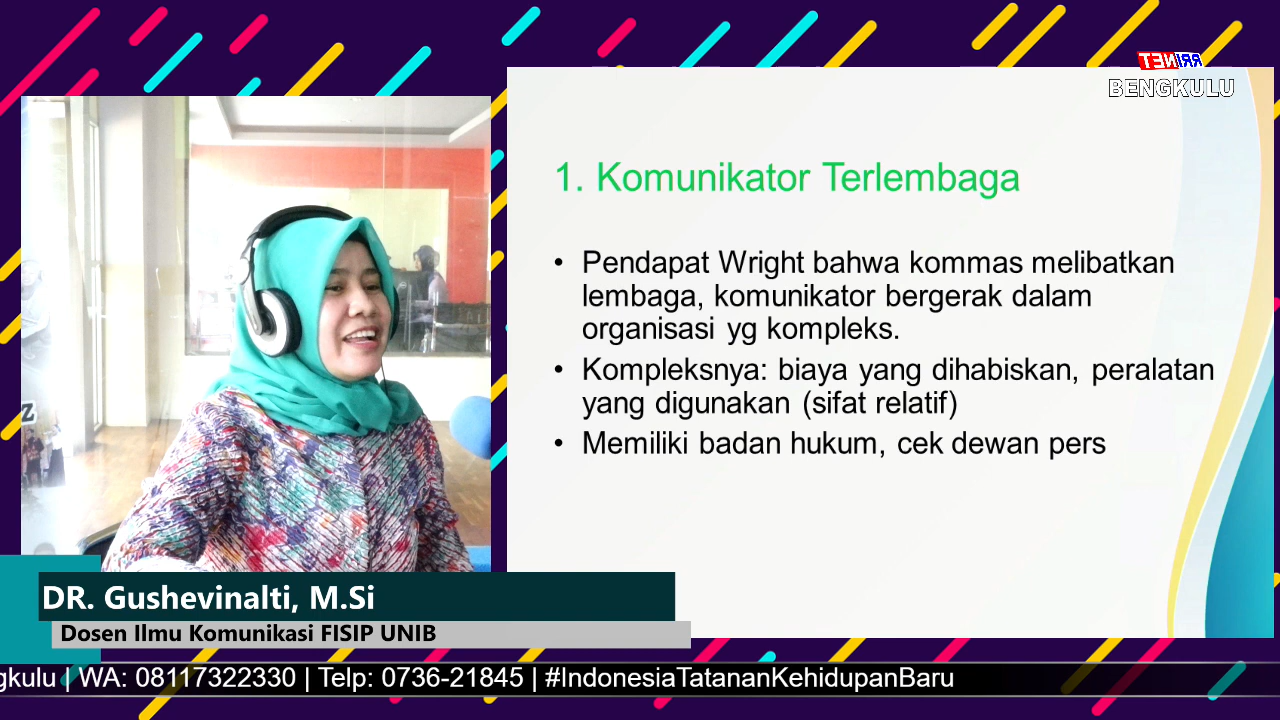 RRINET
BENGKULU
1. Komunikator Terlembaga
• Pendapat Wright bahwa kommas melibatkan
lembaga, komunikator bergerak dalam
organisasi yg kompleks.
• Kompleksnya: biaya yang dihabiskan, peralatan
yang digunakan (sifat relatif)
• Memiliki badan hukum, cek dewan pers
DR. Gushevinalti, M.Si
Dosen Ilmu Komunikasi FISIP UNIB
gkulu | WA: 08117322330 | Telp: 0736-21845 | #IndonesiaTatananKehidupanBaru